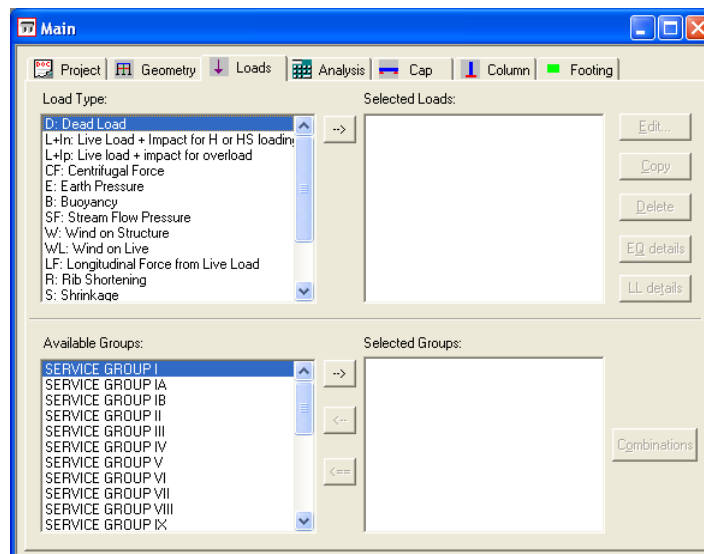 Main
Project Geometry Loads Analysis Cap Column Footing
Load Type:
Selected Loads:
D: Dead Load
L+In: Live Load + Impact for H or HS loading
L+Ip: Live load + impact for overload
CF: Centrifugal Force
E: Earth Pressure
B: Buoyancy
SF: Stream Flow Pressure
W: Wind on Structure
WL: Wind on Live
LF: Longitudinal Force from Live Load
R: Rib Shortening
S: Shrinkage
-->
Edit...
Copy
Delete
EQ details
LL details
Available Groups:
Selected Groups:
SERVICE GROUP I
SERVICE GROUP IA
SERVICE GROUP IB
SERVICE GROUP II
SERVICE GROUP III
SERVICE GROUP IV
SERVICE GROUP V
SERVICE GROUP VI
SERVICE GROUP VII
SERVICE GROUP VIII
SERVICE GROUP IX
-->
<--
<==
Combinations